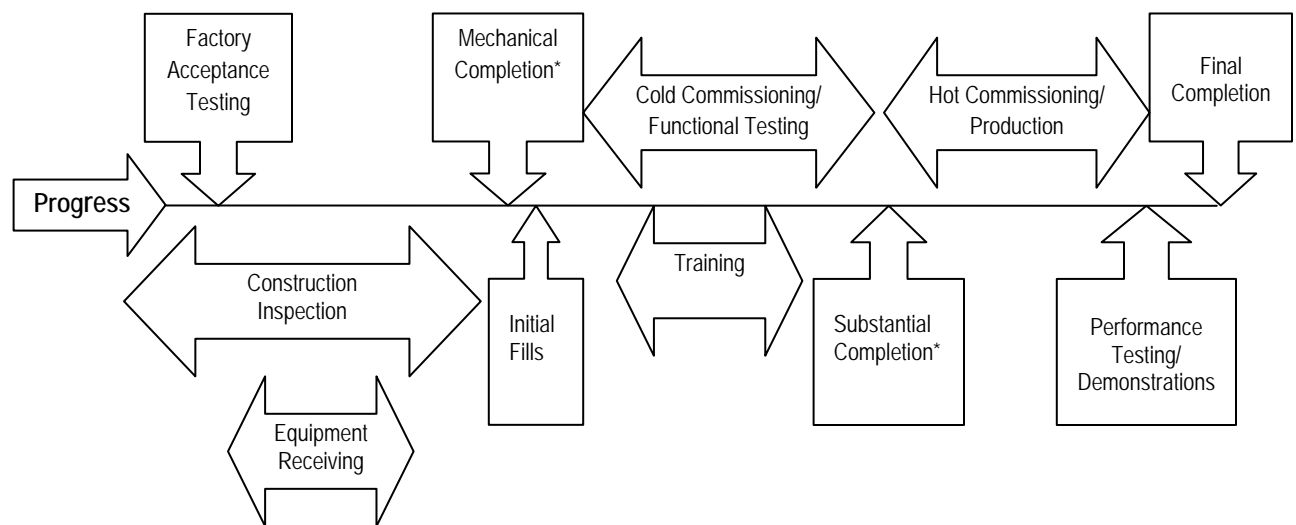 Factory
Acceptance
Testing
Mechanical
Completion*
Cold Commissioning/
Functional Testing
Hot Commissioning/
Production
Final
Completion
Progress
Construction
Inspection
Initial
Fills
Training
Substantial
Completion*
Performance
Testing/
Demonstrations
Equipment
Receiving